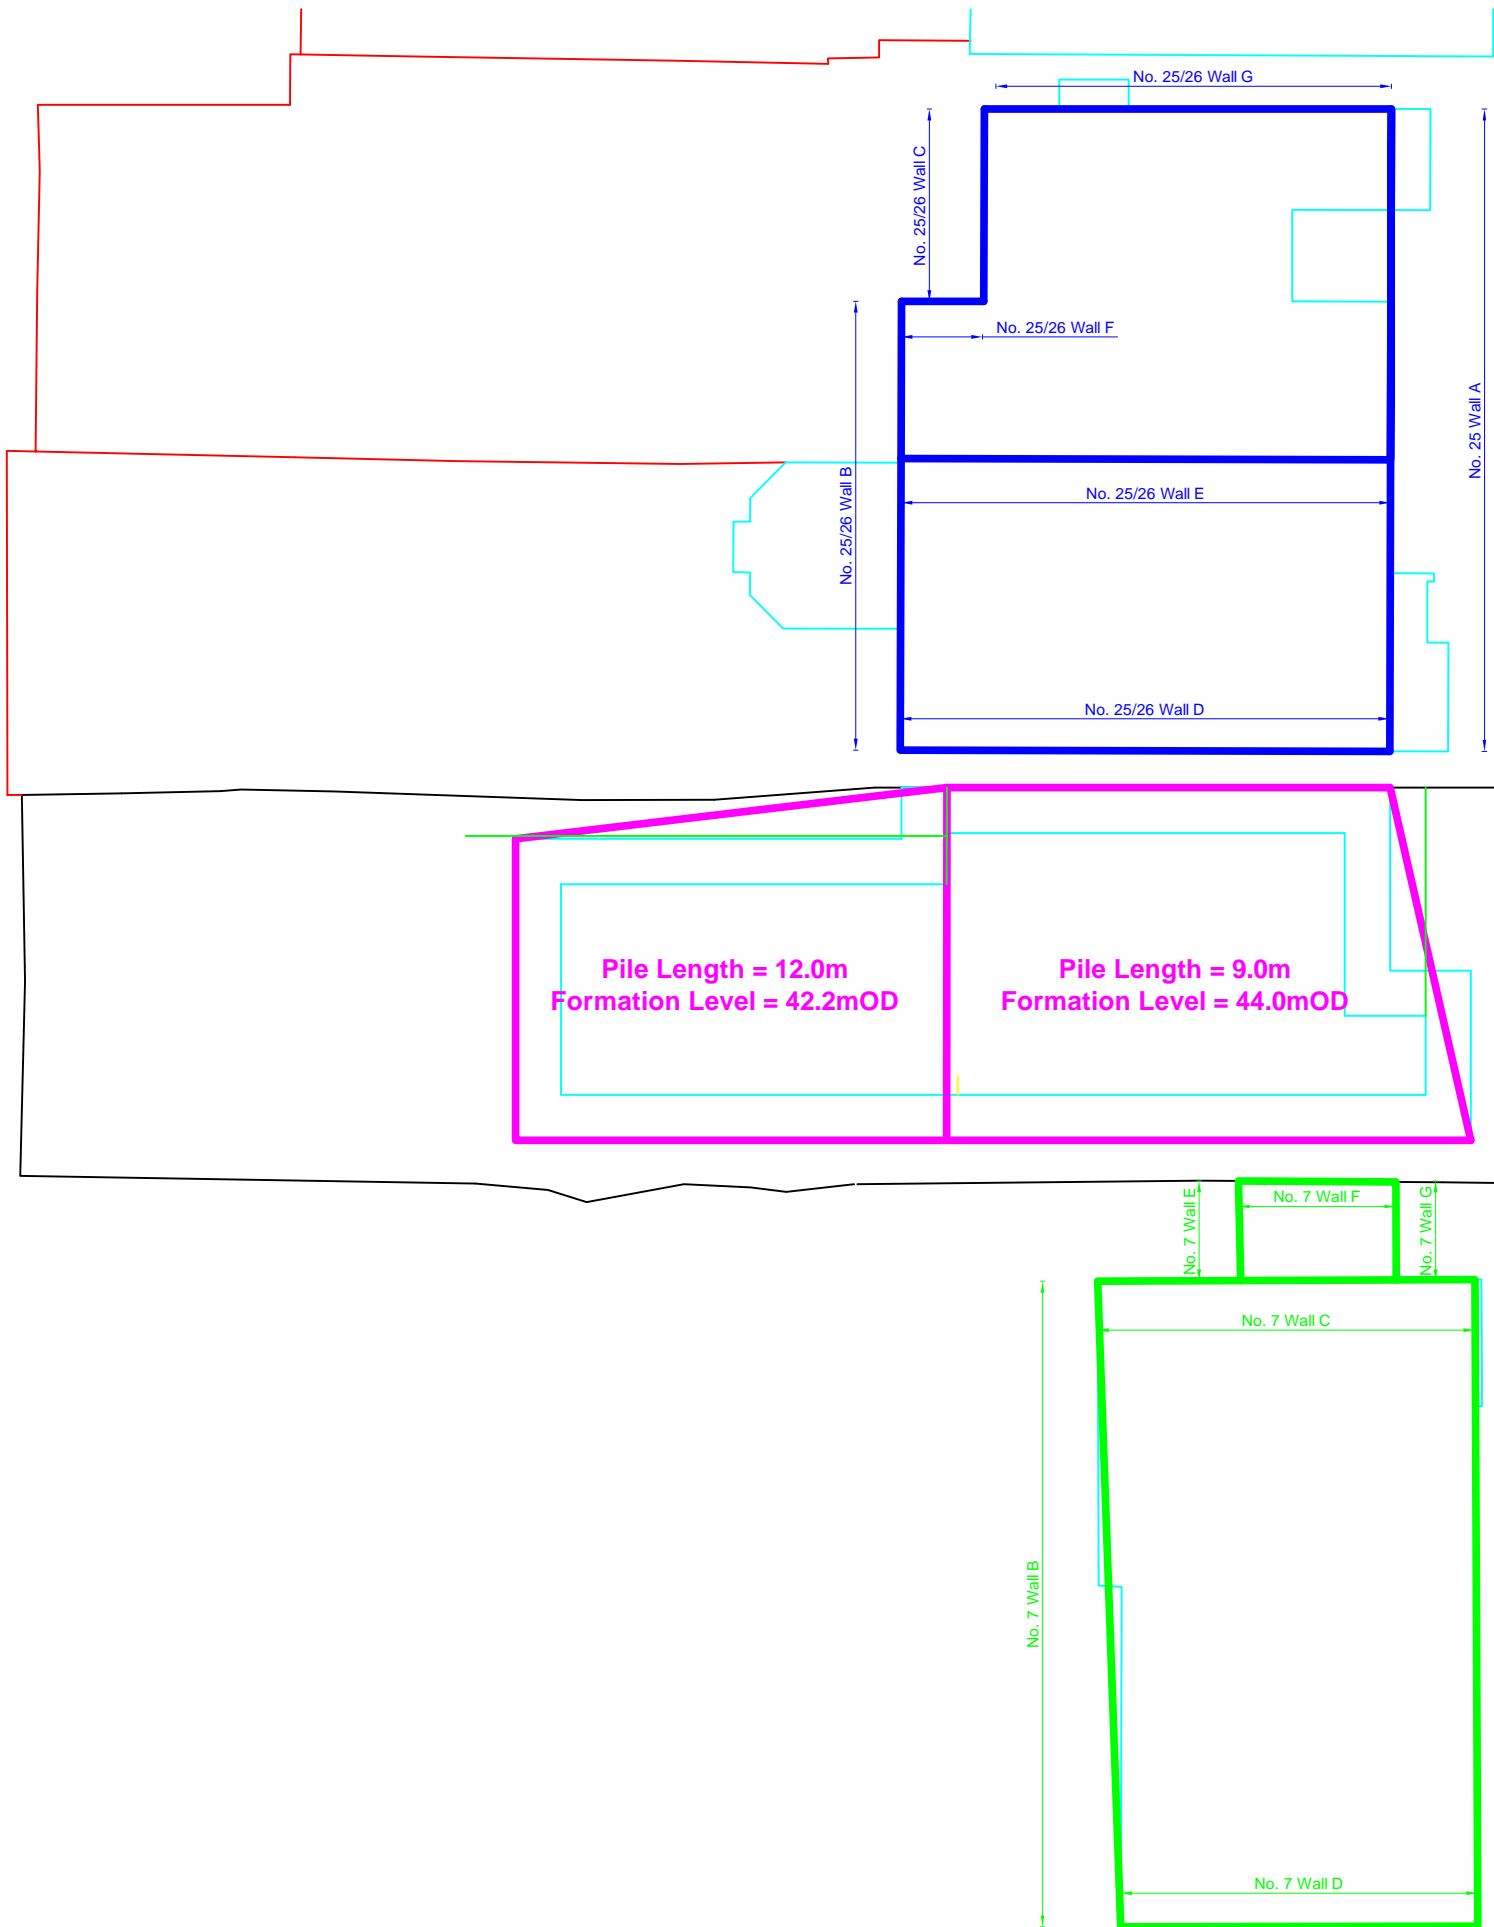 No. 25/26 Wall G
No. 25/26 Wall C
No. 25/26 Wall F
No. 25 Wall A
No. 25/26 Wall B
No. 25/26 Wall E
No. 25/26 Wall D
Pile Length = 12.0m
Formation Level = 42.2mOD
Pile Length = 9.0m
Formation Level = 44.0mOD
No. 7 Wall E
No. 7 Wall F
No. 7 Wall G
No. 7 Wall C
No. 7 Wall B
No. 7 Wall D